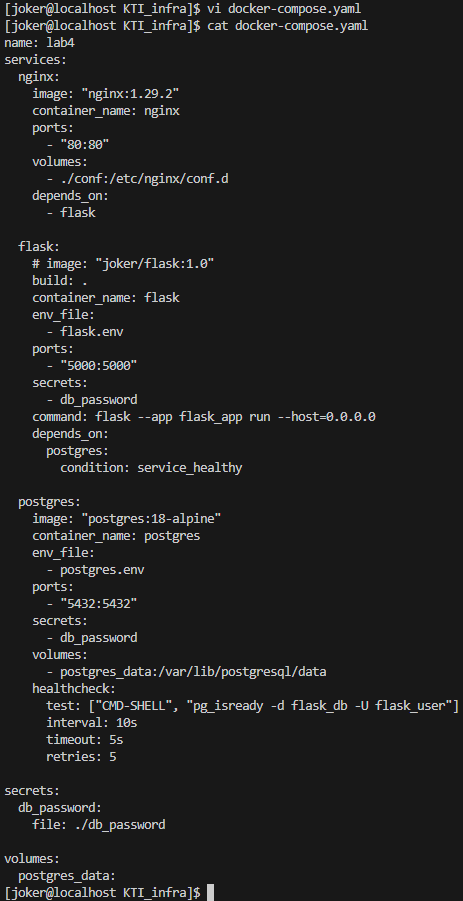 [joker@localhost KTI_infra]$ vi docker-compose.yaml
[joker@localhost KTI_infra]$ cat docker-compose.yaml
name: lab4
services:
  nginx:
    image: "nginx:1.29.2"
    container_name: nginx
    ports:
      - "80:80"
    volumes:
      - ./conf:/etc/nginx/conf.d
    depends_on:
      - flask

  flask:
    # image: "joker/flask:1.0"
    build: .
    container_name: flask
    env_file:
      - flask.env
    ports:
      - "5000:5000"
    secrets:
      - db_password
    command: flask --app flask_app run --host=0.0.0.0
    depends_on:
      postgres:
        condition: service_healthy

  postgres:
    image: "postgres:18-alpine"
    container_name: postgres
    env_file:
      - postgres.env
    ports:
      - "5432:5432"
    secrets:
      - db_password
    volumes:
      - postgres_data:/var/lib/postgresql/data
    healthcheck:
      test: ["CMD-SHELL", "pg_isready -d flask_db -U flask_user"]
      interval: 10s
      timeout: 5s
      retries: 5

secrets:
  db_password:
    file: ./db_password

volumes:
  postgres_data:
[joker@localhost KTI_infra]$